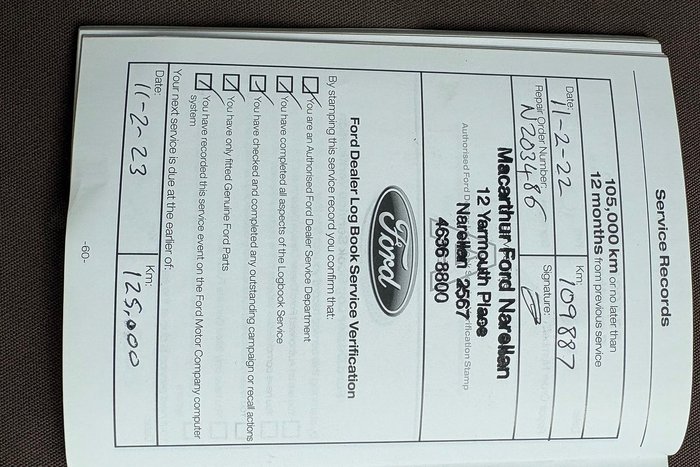 Service Records
105,000 km or no later than
12 months from previous service
Date: 11-2-22
Km: 109887
Repair Order Number: N203486
Signature:
Macarthur Ford Narellan
12 Yarmouth Place
Narellan 2567
4636 8800
Authorised Ford D ification Stamp
Ford
Ford Dealer Log Book Service Verification
By stamping this service record you confirm that:
You are an Authorised Ford Dealer Service Department
You have completed all aspects of the Logbook Service
You have checked and completed any outstanding campaign or recall actions
You have only fitted Genuine Ford Parts
You have recorded this service event on the Ford Motor Company computer
system
Your next service is due at the earlier of:
Date: 11-2-23
Km: 125,000
-60-